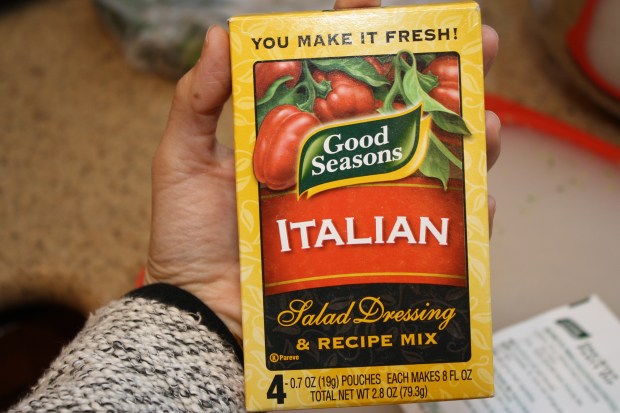 YOU MAKE IT FRESH!
Good
Seasons
ITALIAN
Salad Dressing
& RECIPE MIX
K Pareve
4-0.7 OZ (19g) POUCHES EACH MAKES 8 FL OZ
TOTAL NET WT 2.8 OZ (79.3g)